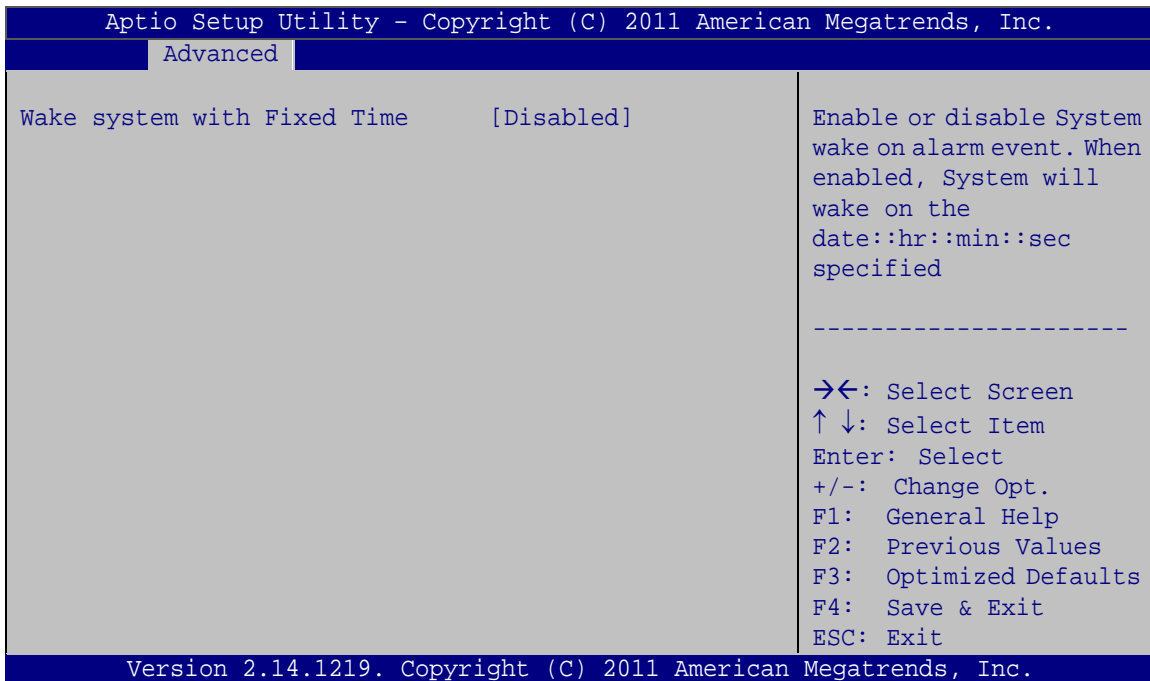 Aptio Setup Utility – Copyright (C) 2011 American Megatrends, Inc.
Advanced
Wake system with Fixed Time [Disabled]
Enable or disable System
wake on alarm event. When
enabled, System will
wake on the
date::hr::min::sec
specified
----------------------
→←: Select Screen
↑ ↓: Select Item
Enter: Select
+/-: Change Opt.
F1: General Help
F2: Previous Values
F3: Optimized Defaults
F4: Save & Exit
ESC: Exit
Version 2.14.1219. Copyright (C) 2011 American Megatrends, Inc.